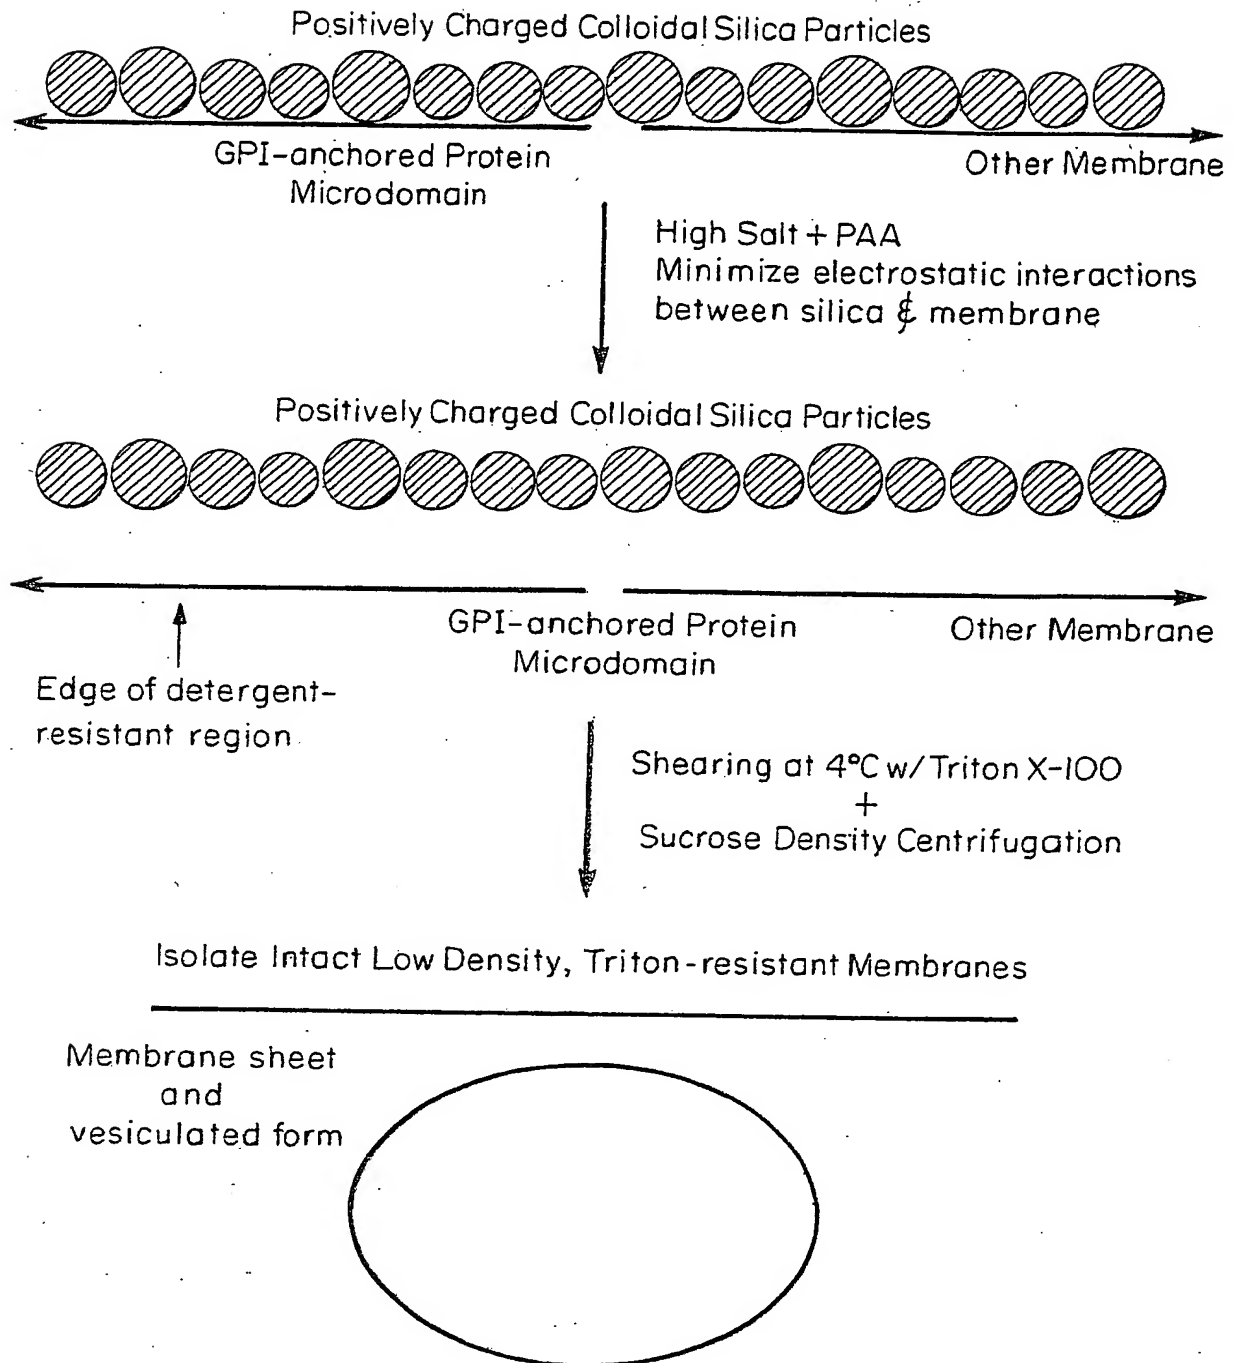 Positively Charged Colloidal Silica Particles
GPI-anchored Protein
Microdomain
Other Membrane
High Salt + PAA
Minimize electrostatic interactions
between silica & membrane
Positively Charged Colloidal Silica Particles
GPI-anchored Protein
Microdomain
Other Membrane
Edge of detergent-
resistant region
Shearing at 4°C w/Triton X-100
+
Sucrose Density Centrifugation
Isolate Intact Low Density, Triton-resistant Membranes
Membrane sheet
and
vesiculated form